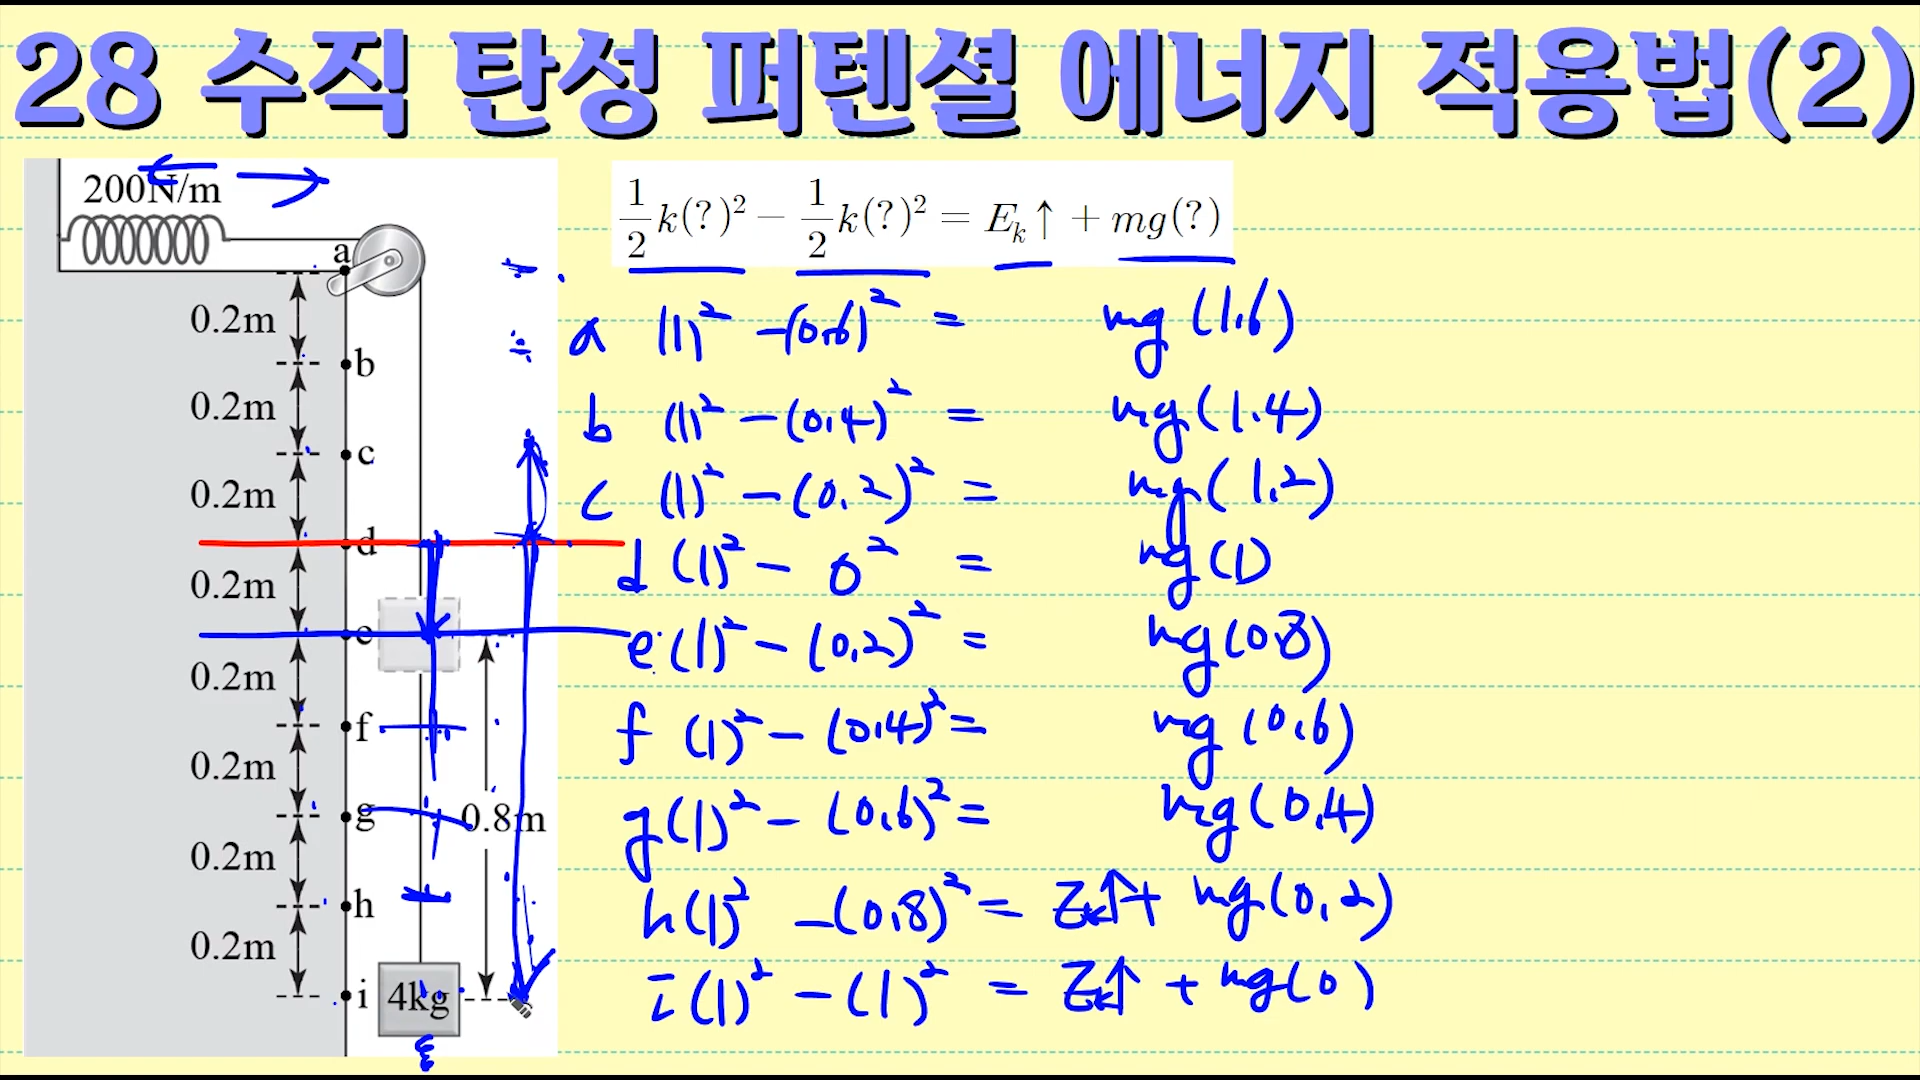 28 수직 탄성 퍼텐셜 에너지 적용법(2)
200N/m
a
0.2m
b
0.2m
c
0.2m
d
0.2m
e
0.2m
f
0.2m
g
0.8m
0.2m
h
0.2m
i
4kg
1/2 k(?)² − 1/2 k(?)² = Eₖ↑ + mg(?)
a (1)² − (0.6)² = mg(1.6)
b (1)² − (0.4)² = mg(1.4)
c (1)² − (0.2)² = mg(1.2)
d (1)² − 0² = mg(1)
e (1)² − (0.2)² = mg(0.8)
f (1)² − (0.4)² = mg(0.6)
g (1)² − (0.6)² = mg(0.4)
h (1)² − (0.8)² = Eₖ↑ + mg(0.2)
i (1)² − (1)² = Eₖ↑ + mg(0)